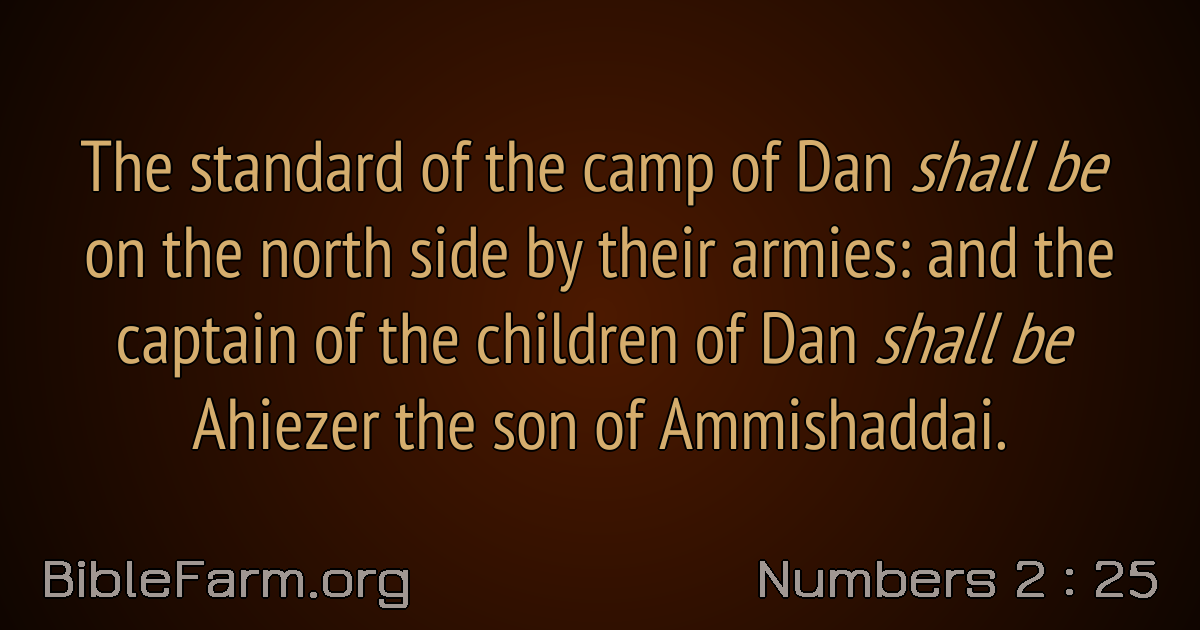 The standard of the camp of Dan shall be
on the north side by their armies: and the
captain of the children of Dan shall be
Ahiezer the son of Ammishaddai.
BibleFarm.org
Numbers 2 : 25